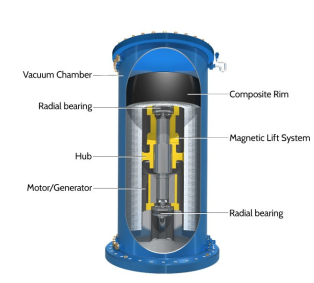 Vacuum Chamber
Composite Rim
Radial bearing
Magnetic Lift System
Hub
Motor/Generator
Radial bearing